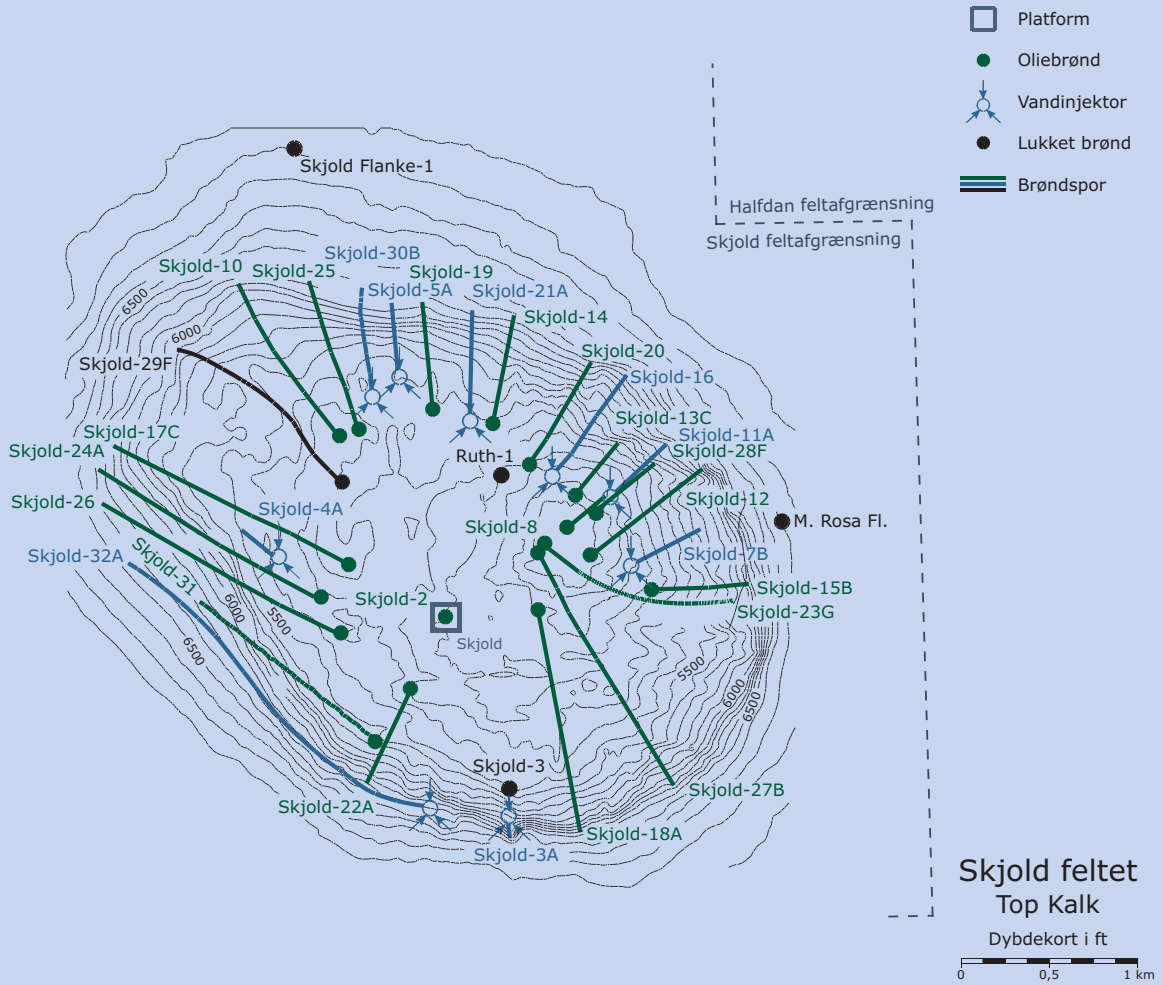 Platform
Oliebrønd
Vandinjektor
Lukket brønd
Brøndspor
Skjold Flanke-1
Halfdan feltafgrænsning
Skjold feltafgrænsning
Skjold-30B
Skjold-10
Skjold-25
Skjold-19
Skjold-5A
Skjold-21A
6500
Skjold-14
6000
Skjold-20
Skjold-29F
Skjold-16
Skjold-13C
Skjold-17C
Skjold-11A
Skjold-24A
Skjold-28F
Ruth-1
Skjold-26
Skjold-12
Skjold-4A
M. Rosa Fl.
Skjold-8
Skjold-32A
Skjold-7B
Skjold-31
Skjold-15B
Skjold-2
6000
Skjold-23G
5500
Skjold
6500
5500
6000
6500
Skjold-3
Skjold-27B
Skjold-22A
Skjold-18A
Skjold-3A
Skjold feltet
Top Kalk
Dybdekort i ft
0 0,5 1 km